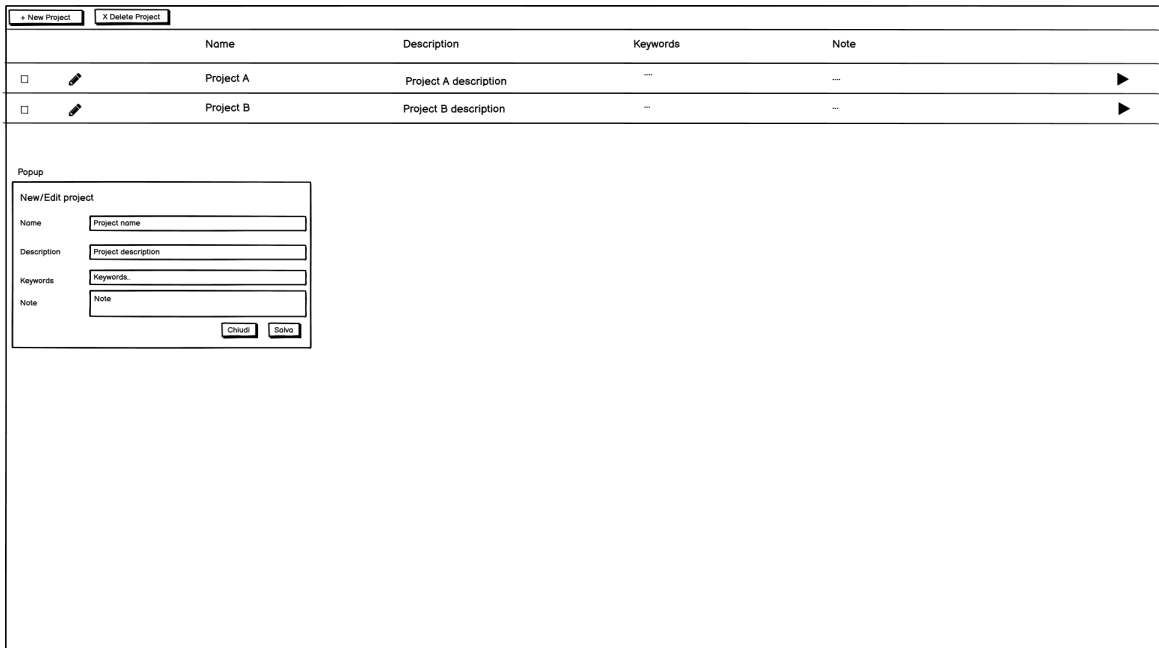 + New Project X Delete Project
Name Description Keywords Note
Project A Project A description .... ....
Project B Project B description ... ...
Popup
New/Edit project
Name Project name
Description Project description
Keywords Keywords..
Note Note
Chiudi Salva